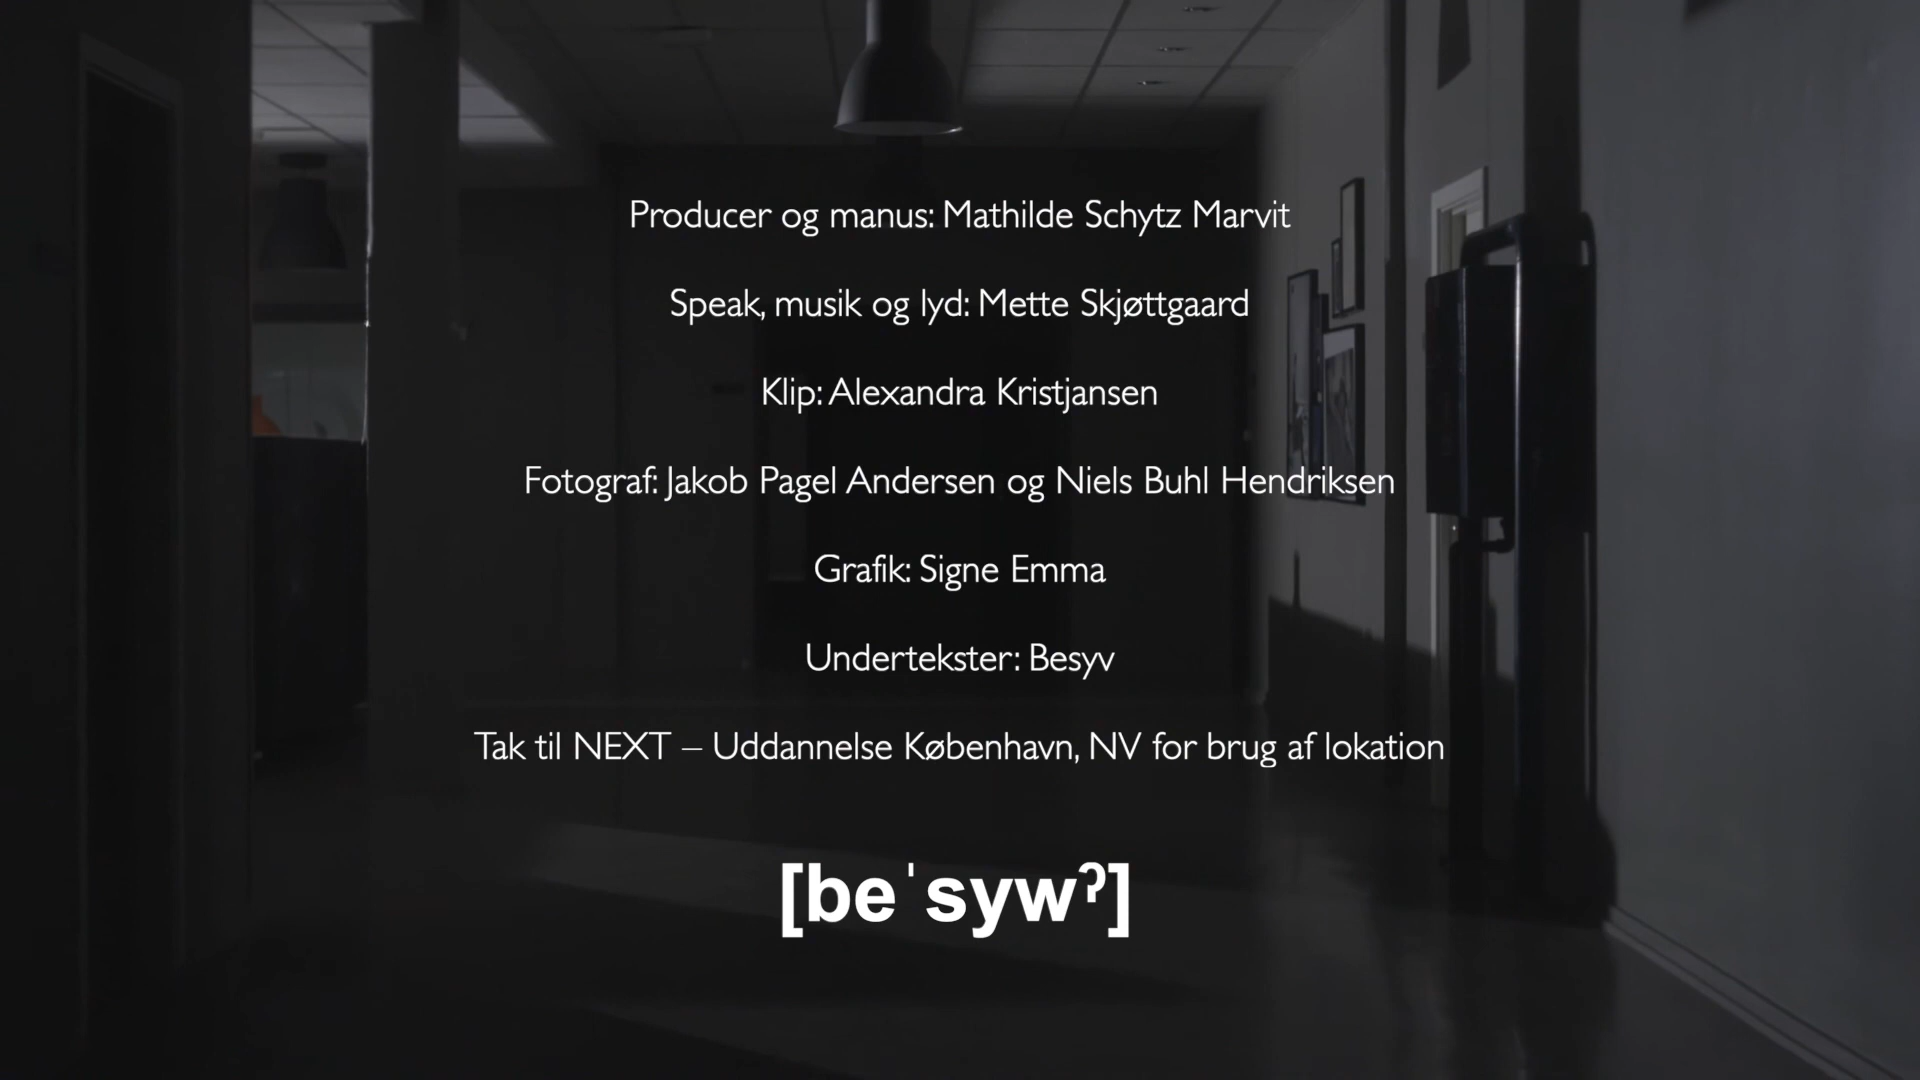 Producer og manus: Mathilde Schytz Marvit
Speak, musik og lyd: Mette Skjøttgaard
Klip: Alexandra Kristjansen
Fotograf: Jakob Pagel Andersen og Niels Buhl Hendriksen
Grafik: Signe Emma
Undertekster: Besyv
Tak til NEXT – Uddannelse København, NV for brug af lokation
[beˈsywˀ]